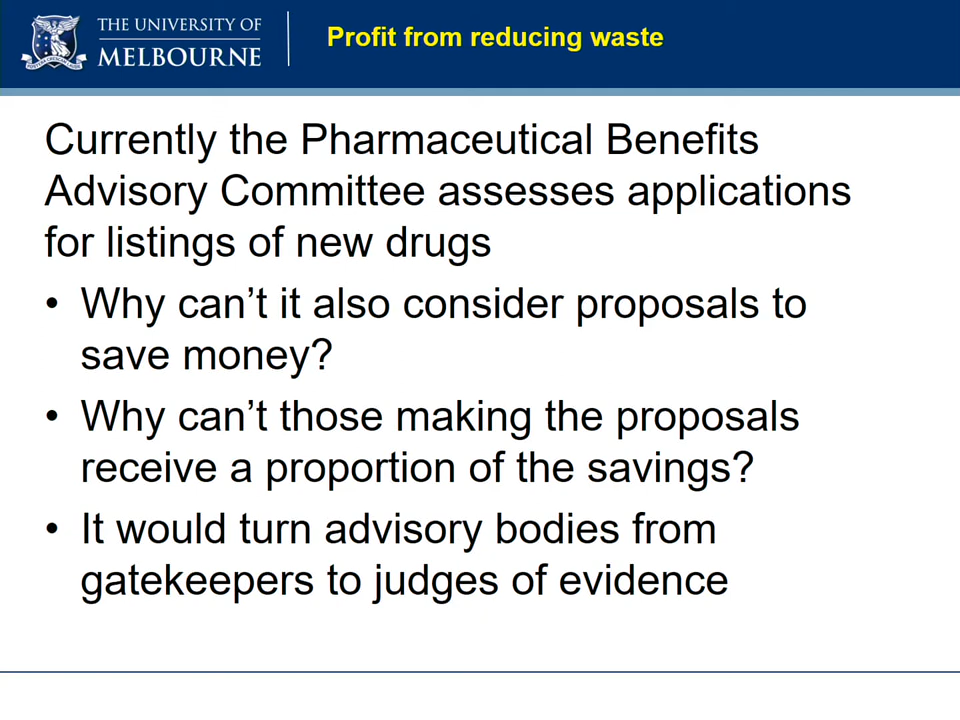 THE UNIVERSITY OF
MELBOURNE
Profit from reducing waste
Currently the Pharmaceutical Benefits
Advisory Committee assesses applications
for listings of new drugs
• Why can’t it also consider proposals to
save money?
• Why can’t those making the proposals
receive a proportion of the savings?
• It would turn advisory bodies from
gatekeepers to judges of evidence